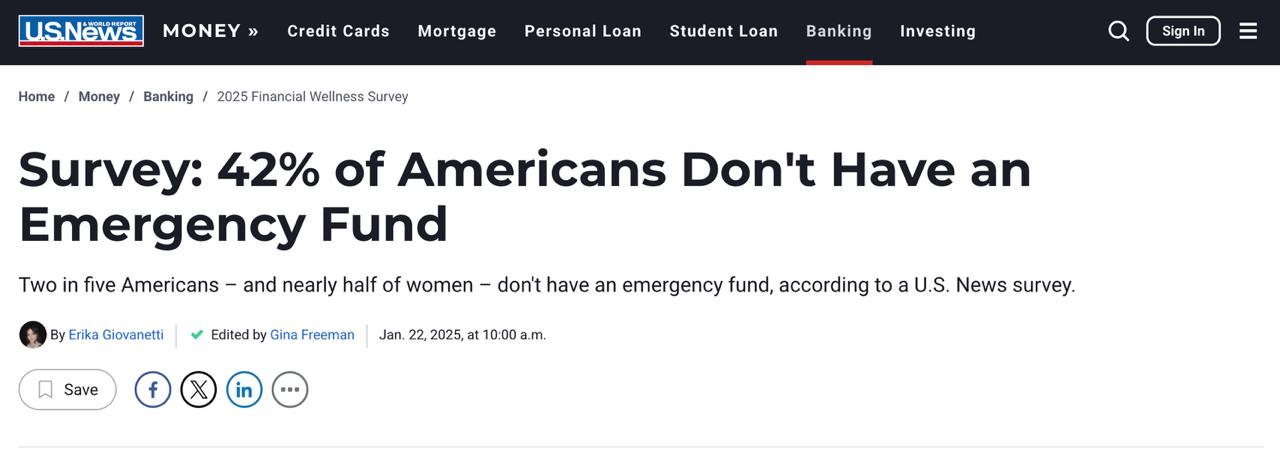 U.S.News & WORLD REPORT MONEY » Credit Cards Mortgage Personal Loan Student Loan Banking Investing Sign In
Home / Money / Banking / 2025 Financial Wellness Survey
Survey: 42% of Americans Don't Have an
Emergency Fund
Two in five Americans – and nearly half of women – don't have an emergency fund, according to a U.S. News survey.
By Erika Giovanetti Edited by Gina Freeman Jan. 22, 2025, at 10:00 a.m.
Save f X in